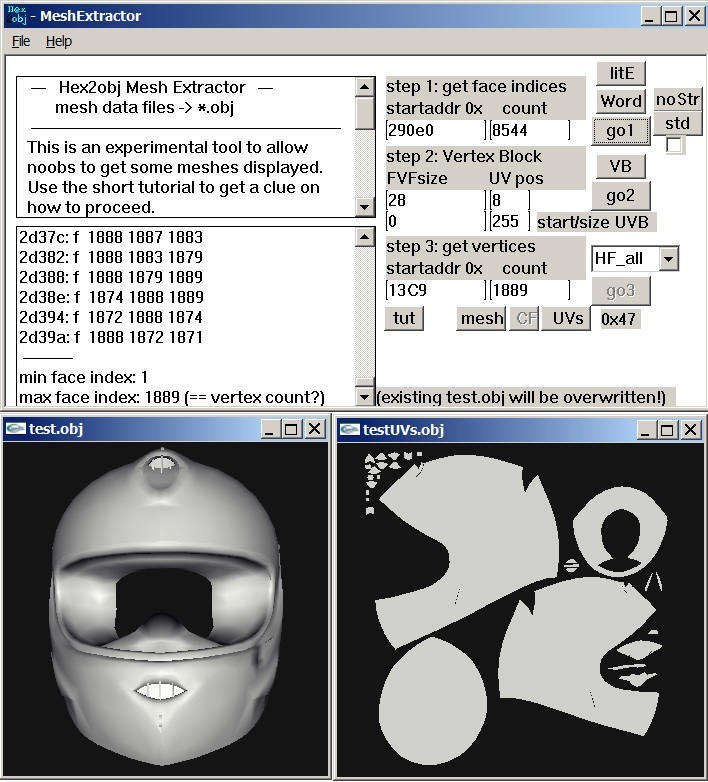 Hex
obj - MeshExtractor
File Help
— Hex2obj Mesh Extractor —
mesh data files -> *.obj
This is an experimental tool to allow
noobs to get some meshes displayed.
Use the short tutorial to get a clue on
how to proceed.
2d37c: f 1888 1887 1883
2d382: f 1888 1883 1879
2d388: f 1888 1879 1889
2d38e: f 1874 1888 1889
2d394: f 1872 1888 1874
2d39a: f 1888 1872 1871
min face index: 1
max face index: 1889 (== vertex count?)
step 1: get face indices
startaddr 0x count
290e0 8544
litE
Word noStr
go1 std
step 2: Vertex Block
FVFsize UV pos
28 8
0 255 start/size UVB
VB
go2
step 3: get vertices
startaddr 0x count
13C9 1889
HF_all
go3
tut mesh CF UVs 0x47
(existing test.obj will be overwritten!)
test.obj
testUVs.obj